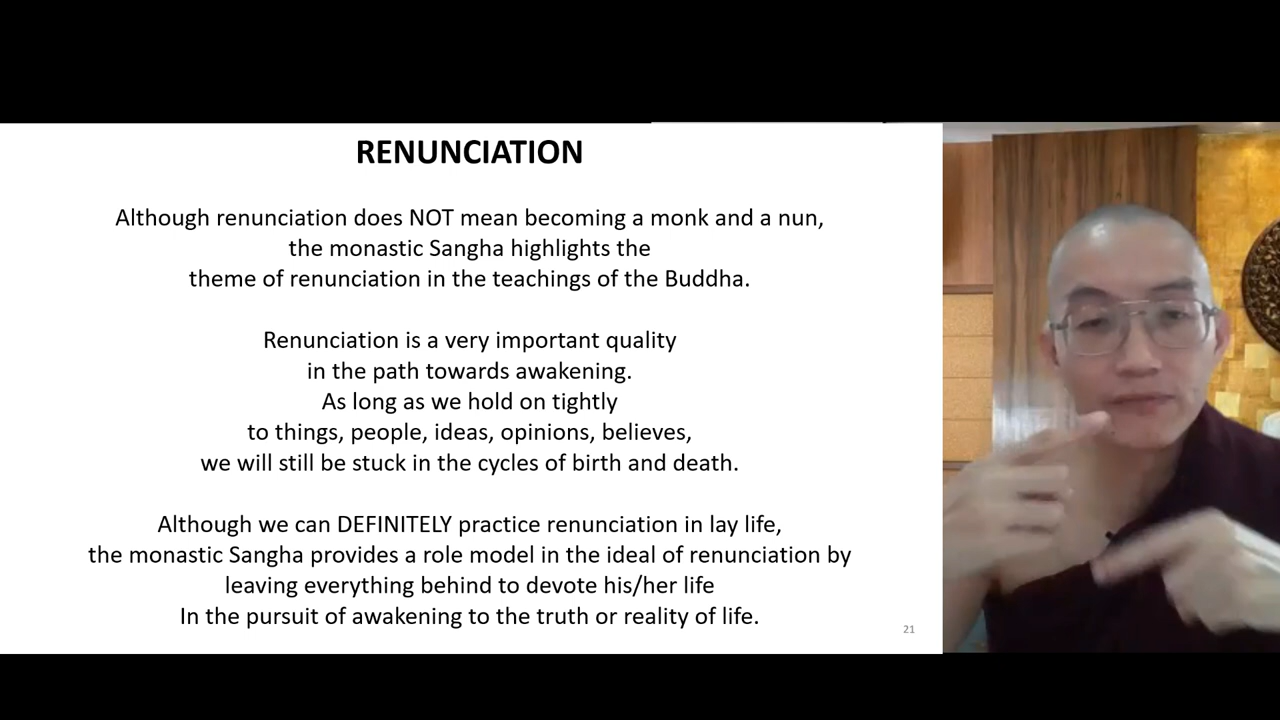 RENUNCIATION
Although renunciation does NOT mean becoming a monk and a nun,
the monastic Sangha highlights the
theme of renunciation in the teachings of the Buddha.
Renunciation is a very important quality
in the path towards awakening.
As long as we hold on tightly
to things, people, ideas, opinions, believes,
we will still be stuck in the cycles of birth and death.
Although we can DEFINITELY practice renunciation in lay life,
the monastic Sangha provides a role model in the ideal of renunciation by
leaving everything behind to devote his/her life
In the pursuit of awakening to the truth or reality of life.
21